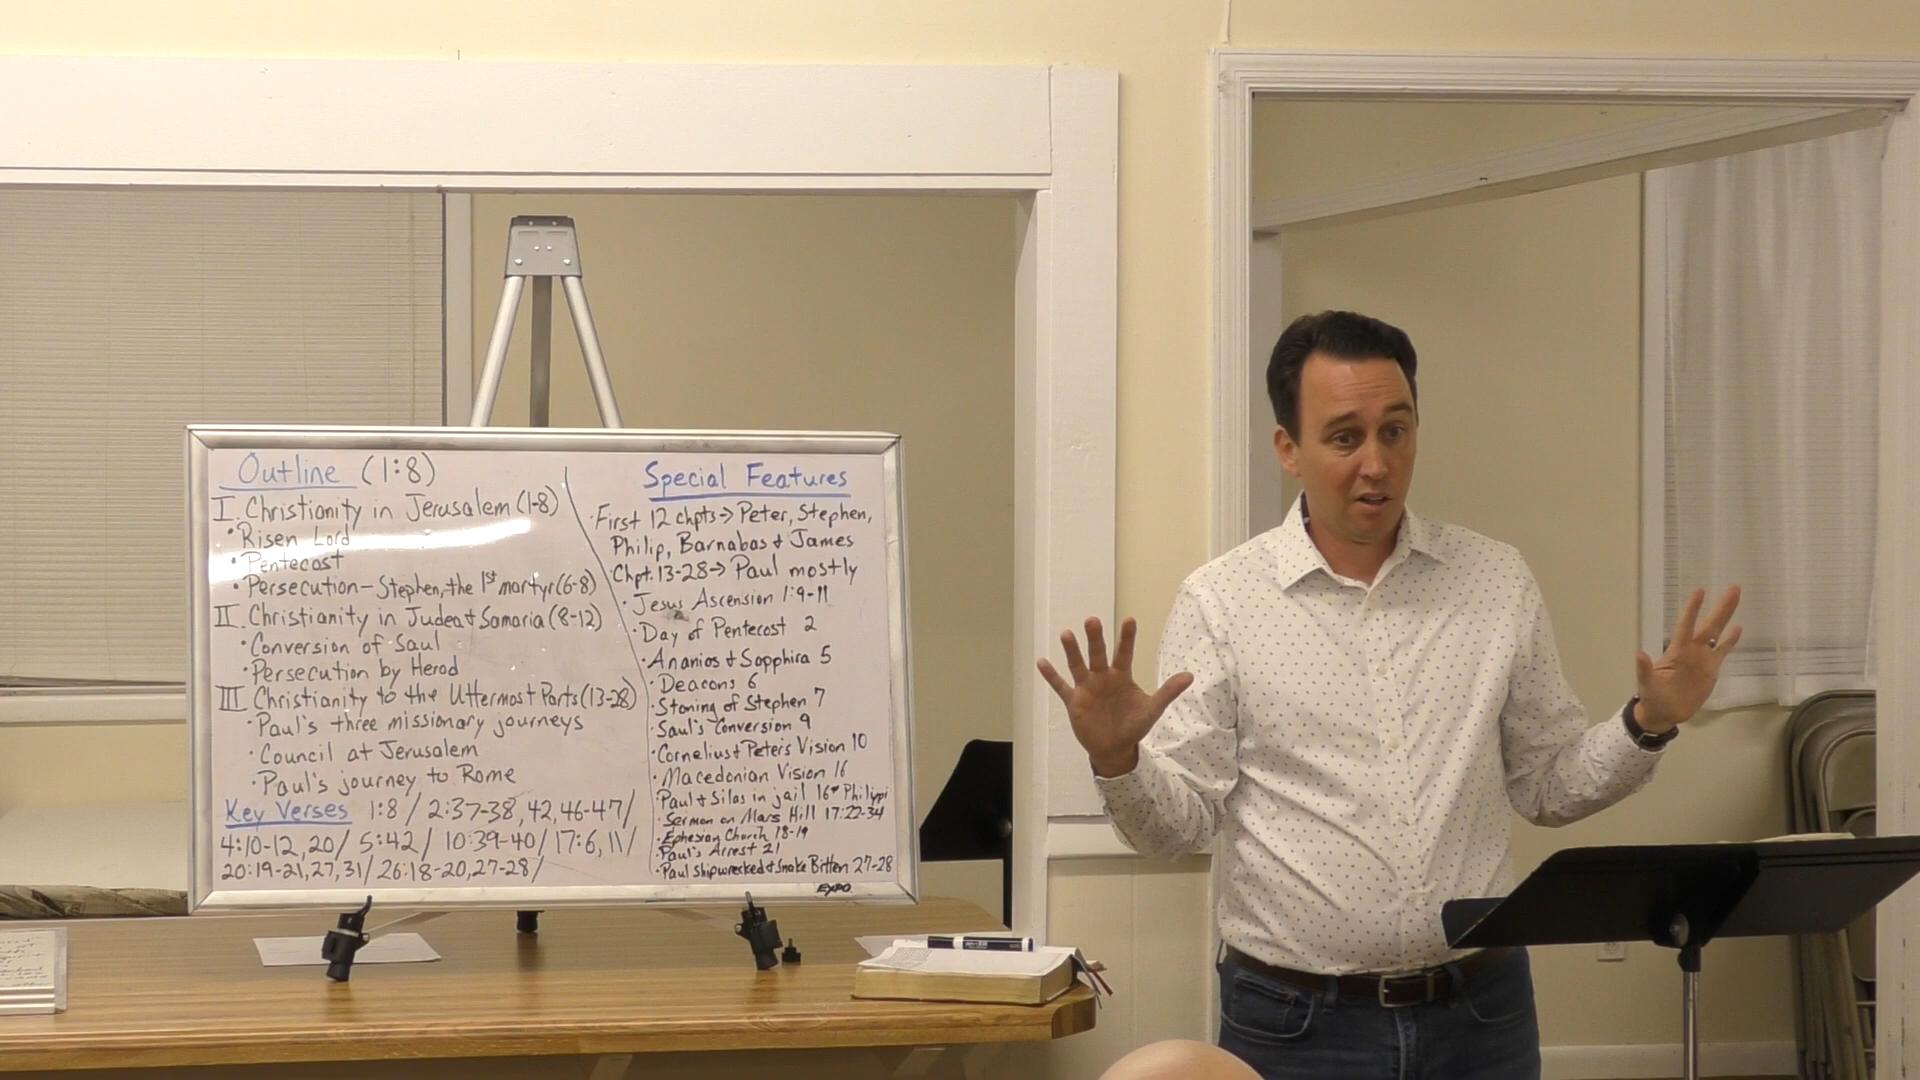 Outline (1:8)
I. Christianity in Jerusalem (1-8)
• Risen Lord
• Pentecost
• Persecution – Stephen, the 1st martyr (6-8)
II. Christianity in Judea + Samaria (8-12)
• Conversion of Saul
• Persecution by Herod
III Christianity to the Uttermost Parts (13-28)
• Paul's three missionary journeys
• Council at Jerusalem
• Paul's journey to Rome
Key Verses 1:8 / 2:37-38, 42, 46-47/
4:10-12, 20/ 5:42/ 10:39-40/ 17:6, 11/
20:19-21, 27, 31/ 26:18-20, 27-28/
Special Features
• First 12 chpts → Peter, Stephen,
Philip, Barnabas + James
• Chpt. 13-28 → Paul mostly
• Jesus Ascension 1:9-11
• Day of Pentecost 2
• Ananias + Sapphira 5
• Deacons 6
• Stoning of Stephen 7
• Saul's Conversion 9
• Cornelius + Peter's Vision 10
• Macedonian Vision 16
• Paul + Silas in jail 16 Philippi
• Sermon on Mars Hill 17:22-34
• Ephesian Church 18-19
• Paul's Arrest 21
• Paul shipwrecked + Snake Bitten 27-28
EXPO